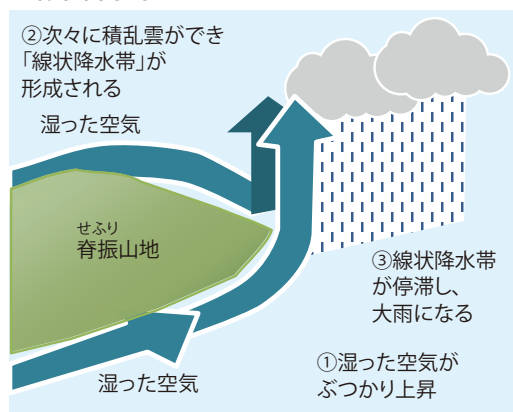 ②次々に積乱雲ができ
「線状降水帯」が
形成される
湿った空気
せふり
脊振山地
③線状降水帯
が停滞し、
大雨になる
①湿った空気が
ぶつかり上昇
湿った空気